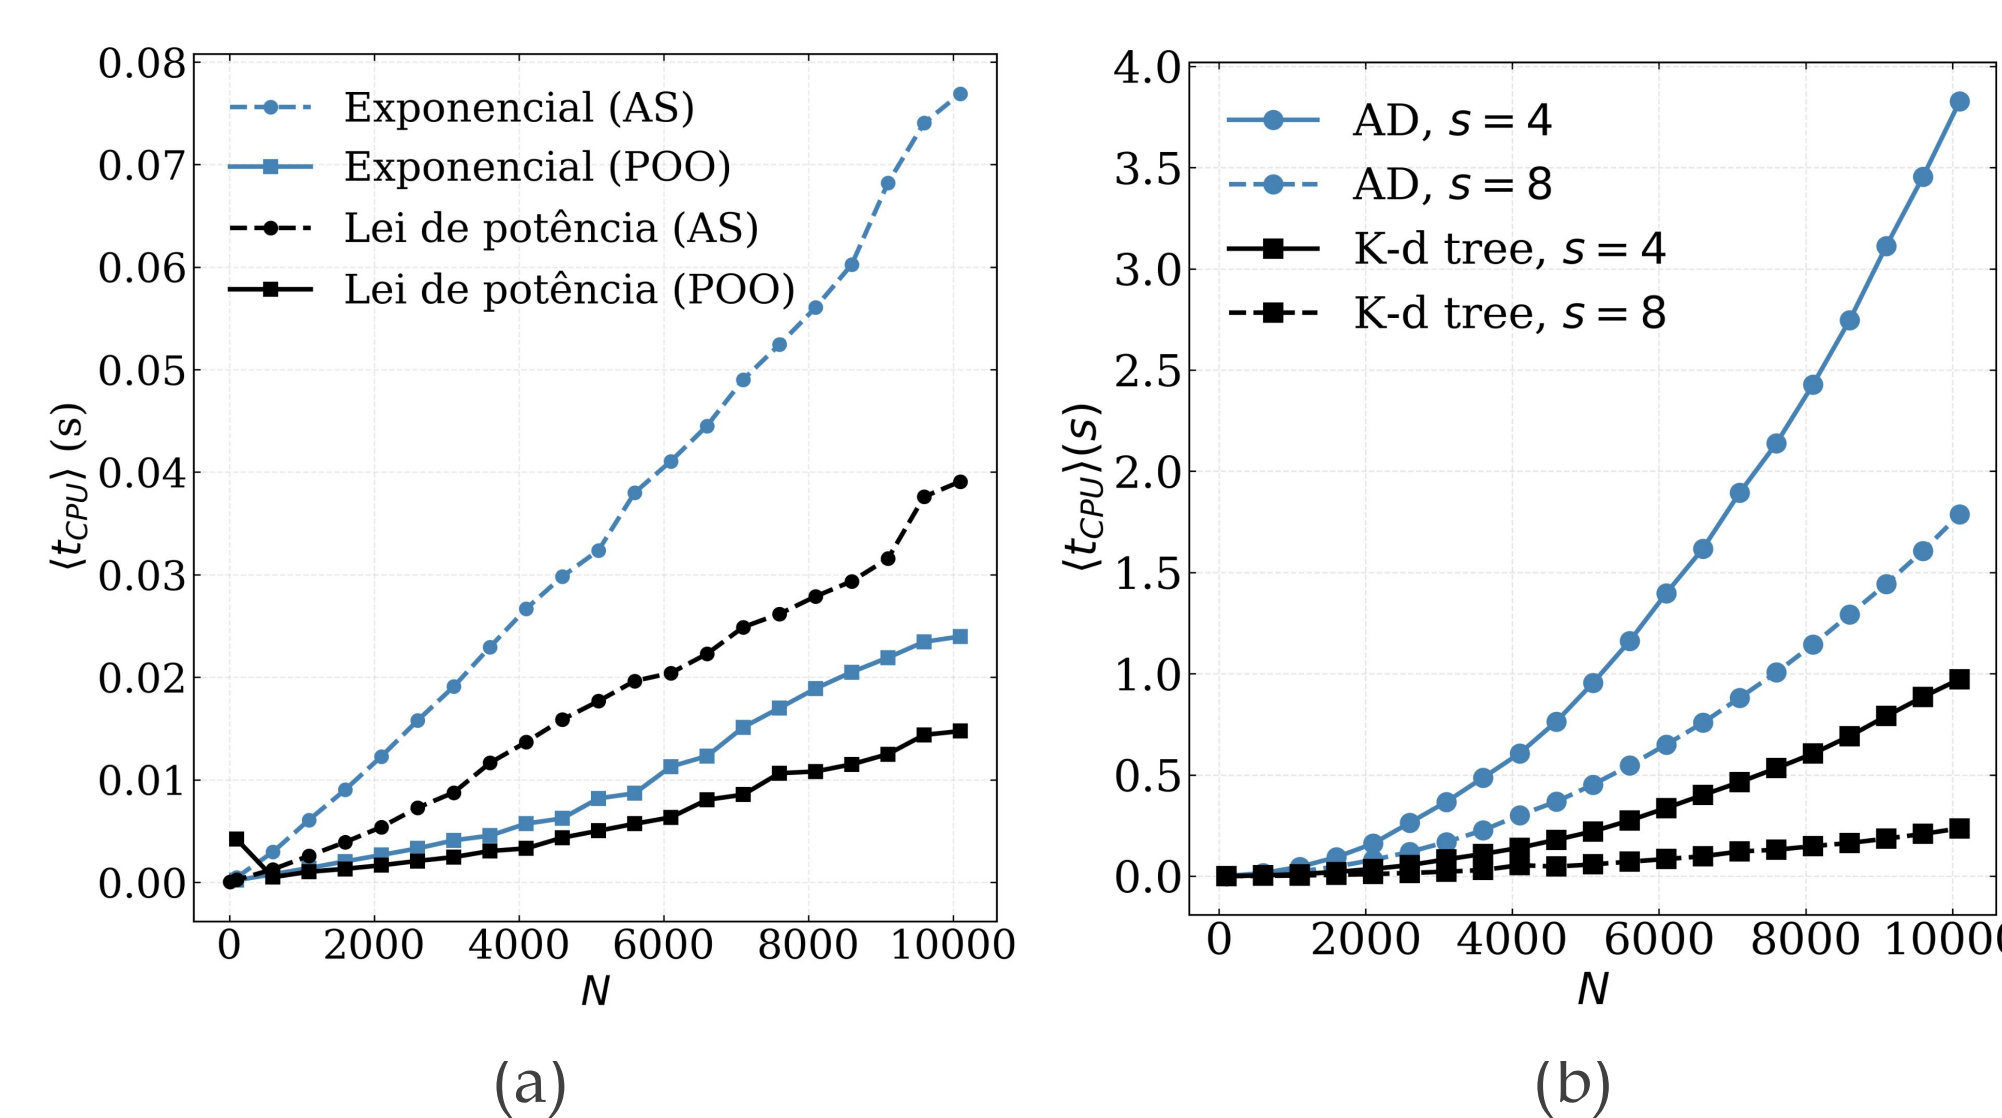 0.08
0.07
0.06
0.05
0.04
0.03
0.02
0.01
0.00
⟨t_CPU⟩ (s)
Exponencial (AS)
Exponencial (POO)
Lei de potência (AS)
Lei de potência (POO)
0 2000 4000 6000 8000 10000
N
(a)
4.0
3.5
3.0
2.5
2.0
1.5
1.0
0.5
0.0
⟨t_CPU⟩(s)
AD, s = 4
AD, s = 8
K-d tree, s = 4
K-d tree, s = 8
0 2000 4000 6000 8000 10000
N
(b)